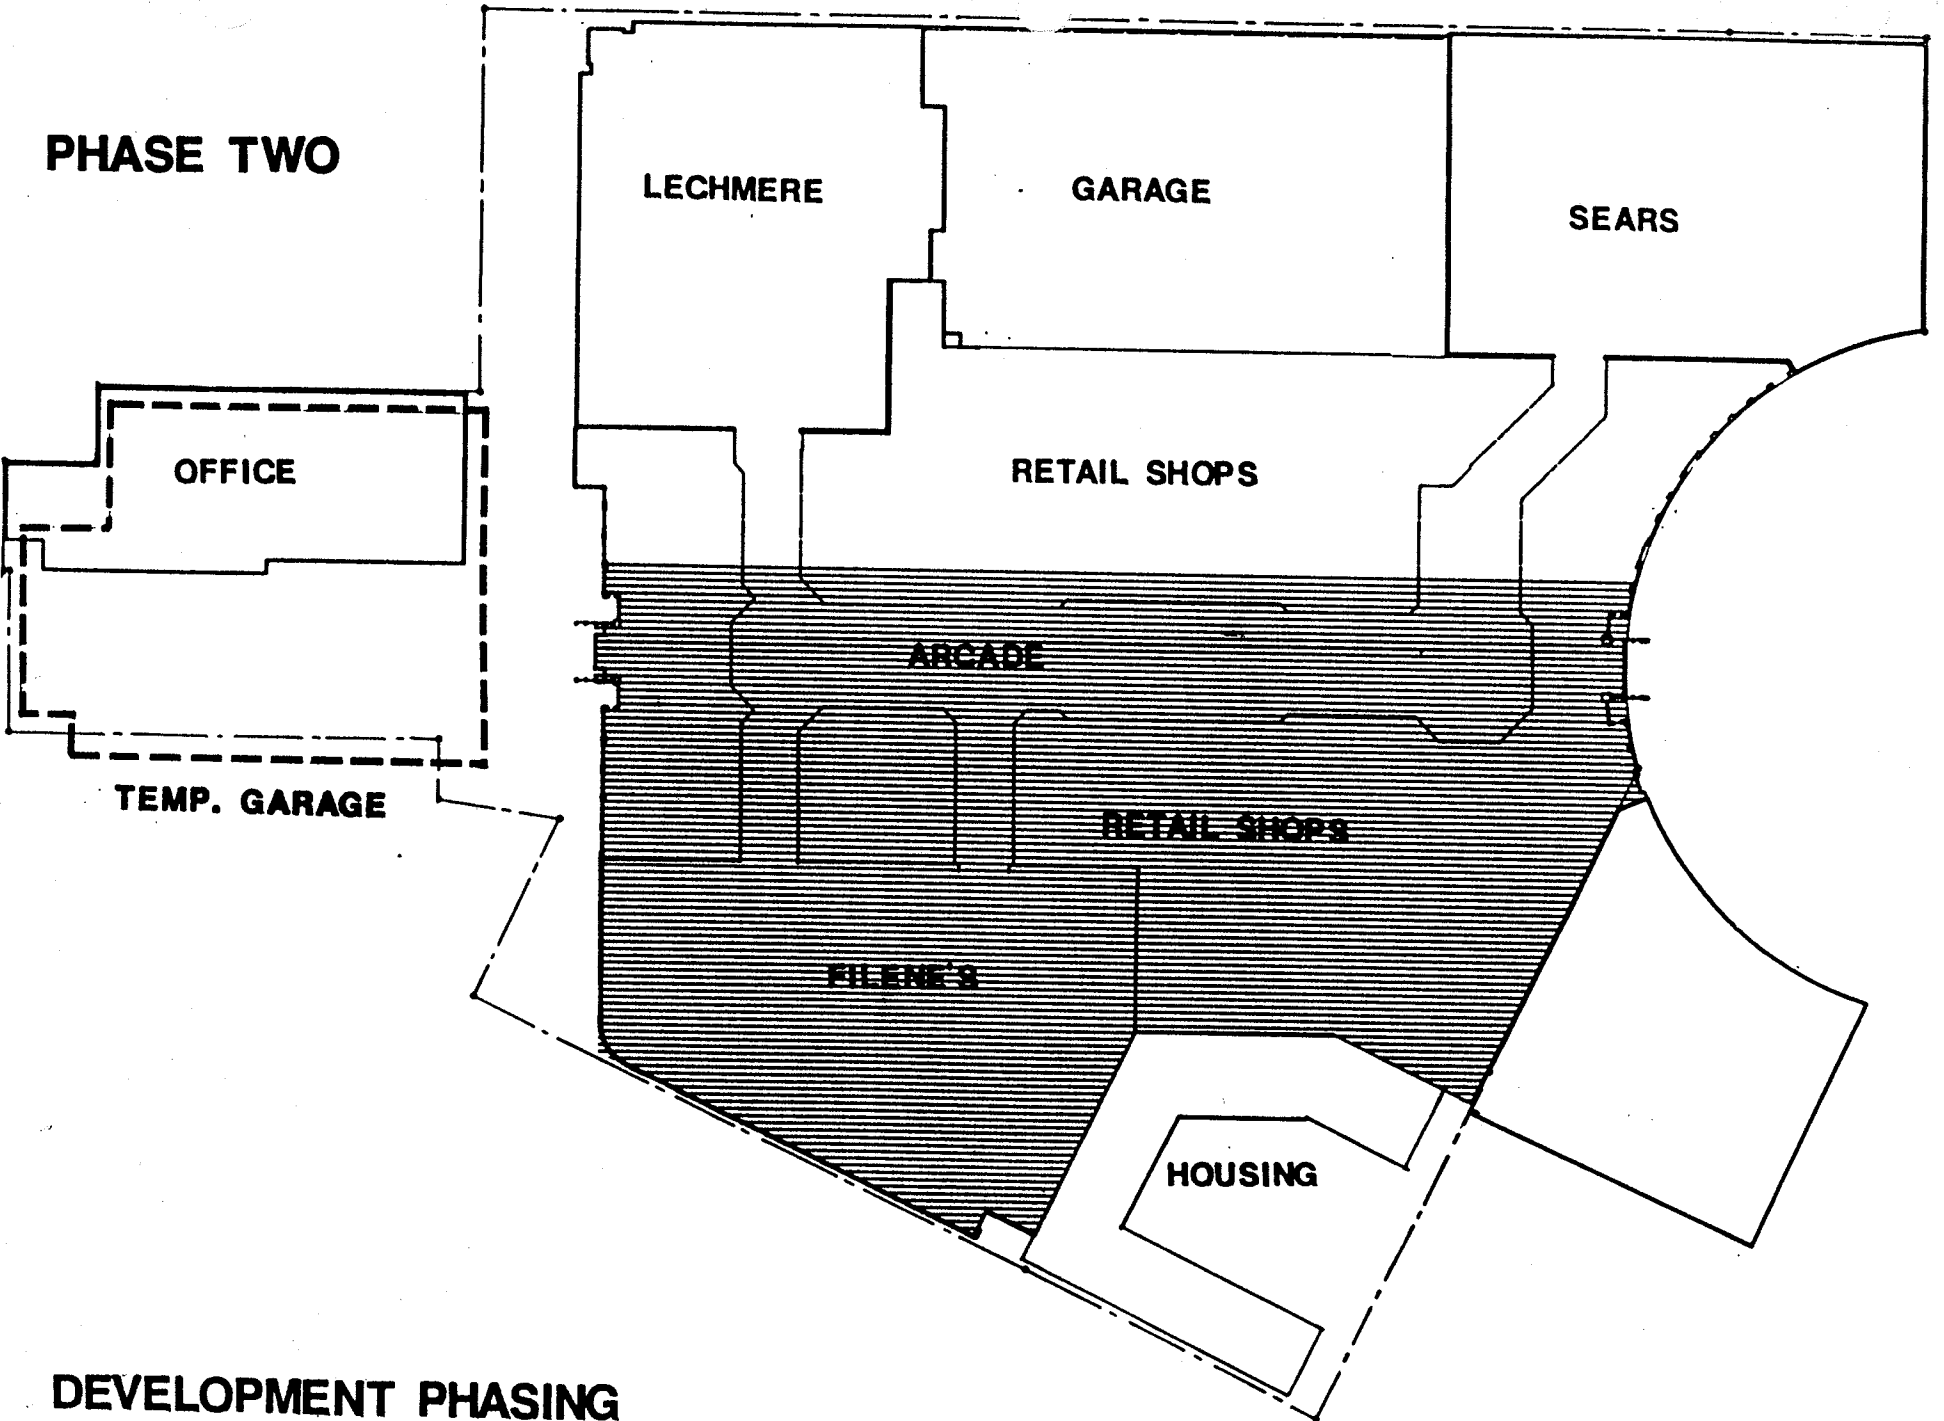 PHASE TWO
LECHMERE
GARAGE
SEARS
OFFICE
RETAIL SHOPS
ARCADE
TEMP. GARAGE
RETAIL SHOPS
FILENE'S
HOUSING
DEVELOPMENT PHASING